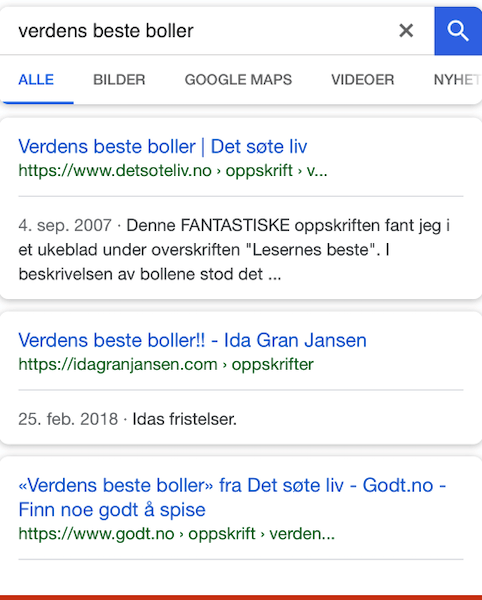 verdens beste boller
ALLE BILDER GOOGLE MAPS VIDEOER NYHET
Verdens beste boller | Det søte liv
https://www.detsoteliv.no › oppskrift › v...
4. sep. 2007 · Denne FANTASTISKE oppskriften fant jeg i
et ukeblad under overskriften "Lesernes beste". I
beskrivelsen av bollene stod det ...
Verdens beste boller!! - Ida Gran Jansen
https://idagranjansen.com › oppskrifter
25. feb. 2018 · Idas fristelser.
«Verdens beste boller» fra Det søte liv - Godt.no -
Finn noe godt å spise
https://www.godt.no › oppskrift › verden...